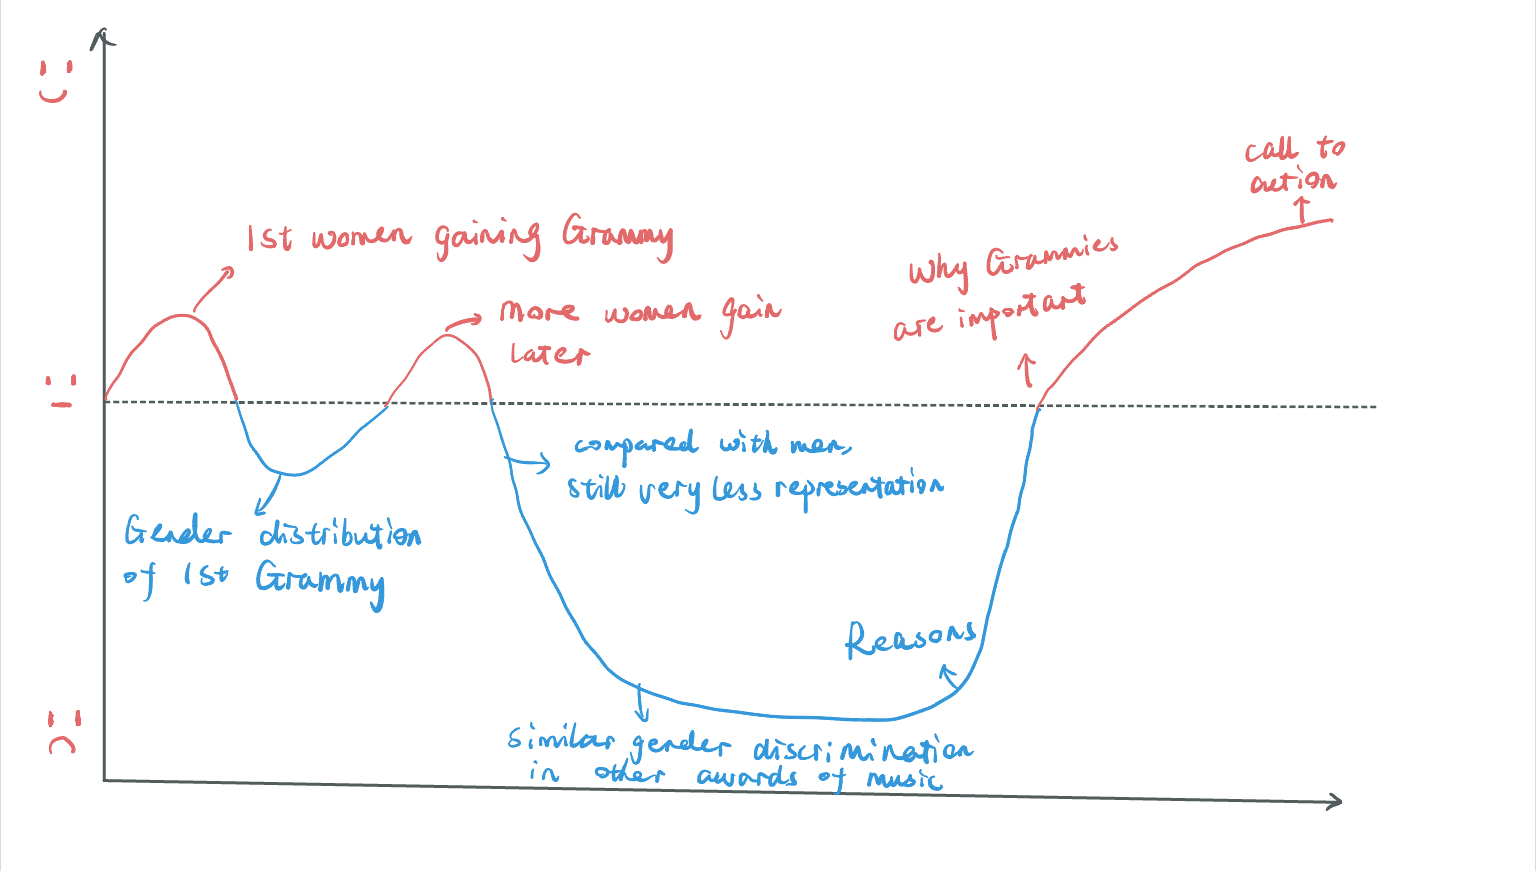 call to
action
1st women gaining Grammy
Why Grammies
are important
More women gain
later
compared with men,
still very less representation
Gender distribution
of 1st Grammy
Reasons
Similar gender discrimination
in other awards of music